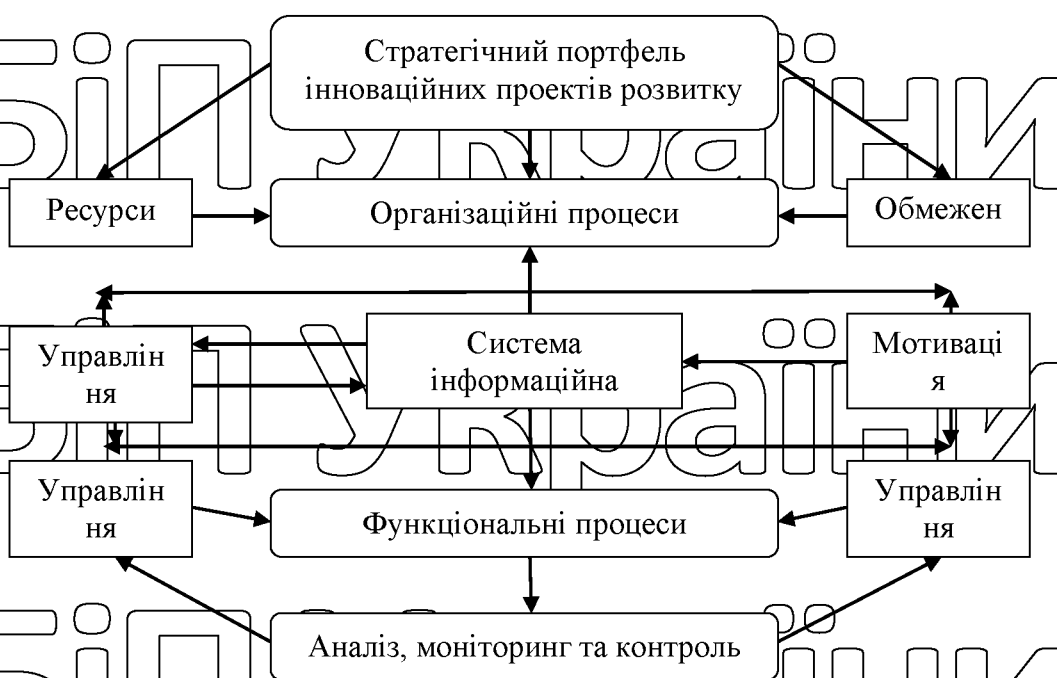 Стратегічний портфель
інноваційних проектів розвитку
Ресурси
Організаційні процеси
Обмежен
Управлін
ня
Система
інформаційна
Мотиваці
я
Управлін
ня
Функціональні процеси
Управлін
ня
Аналіз, моніторинг та контроль